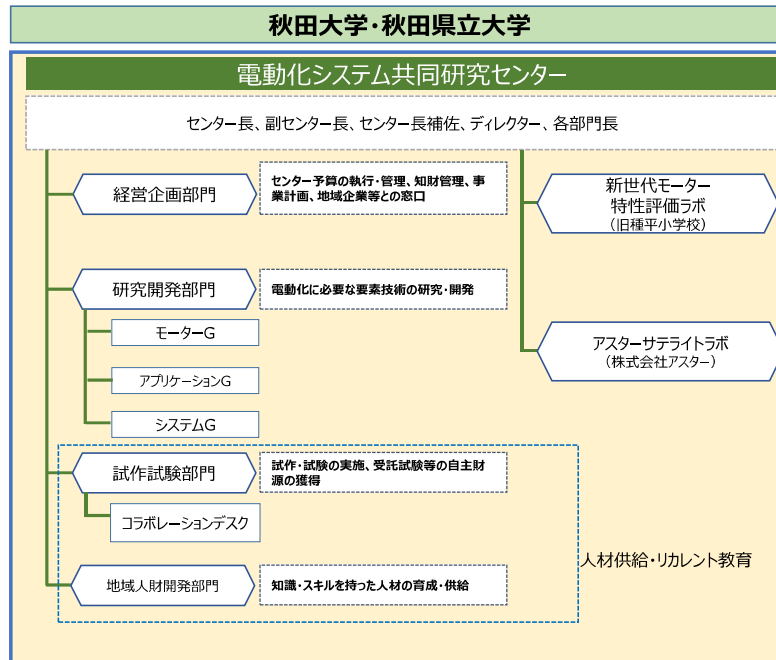 秋田大学・秋田県立大学
電動化システム共同研究センター
センター長、副センター長、センター長補佐、ディレクター、各部門長
経営企画部門
センター予算の執行・管理、知財管理、事
業計画、地域企業等との窓口
研究開発部門
電動化に必要な要素技術の研究・開発
モーターG
アプリケーションG
システムG
試作試験部門
試作・試験の実施、受託試験等の自主財
源の獲得
コラボレーションデスク
地域人財開発部門
知識・スキルを持った人材の育成・供給
新世代モーター
特性評価ラボ
（旧種平小学校）
アスターサテライトラボ
（株式会社アスター）
人材供給・リカレント教育